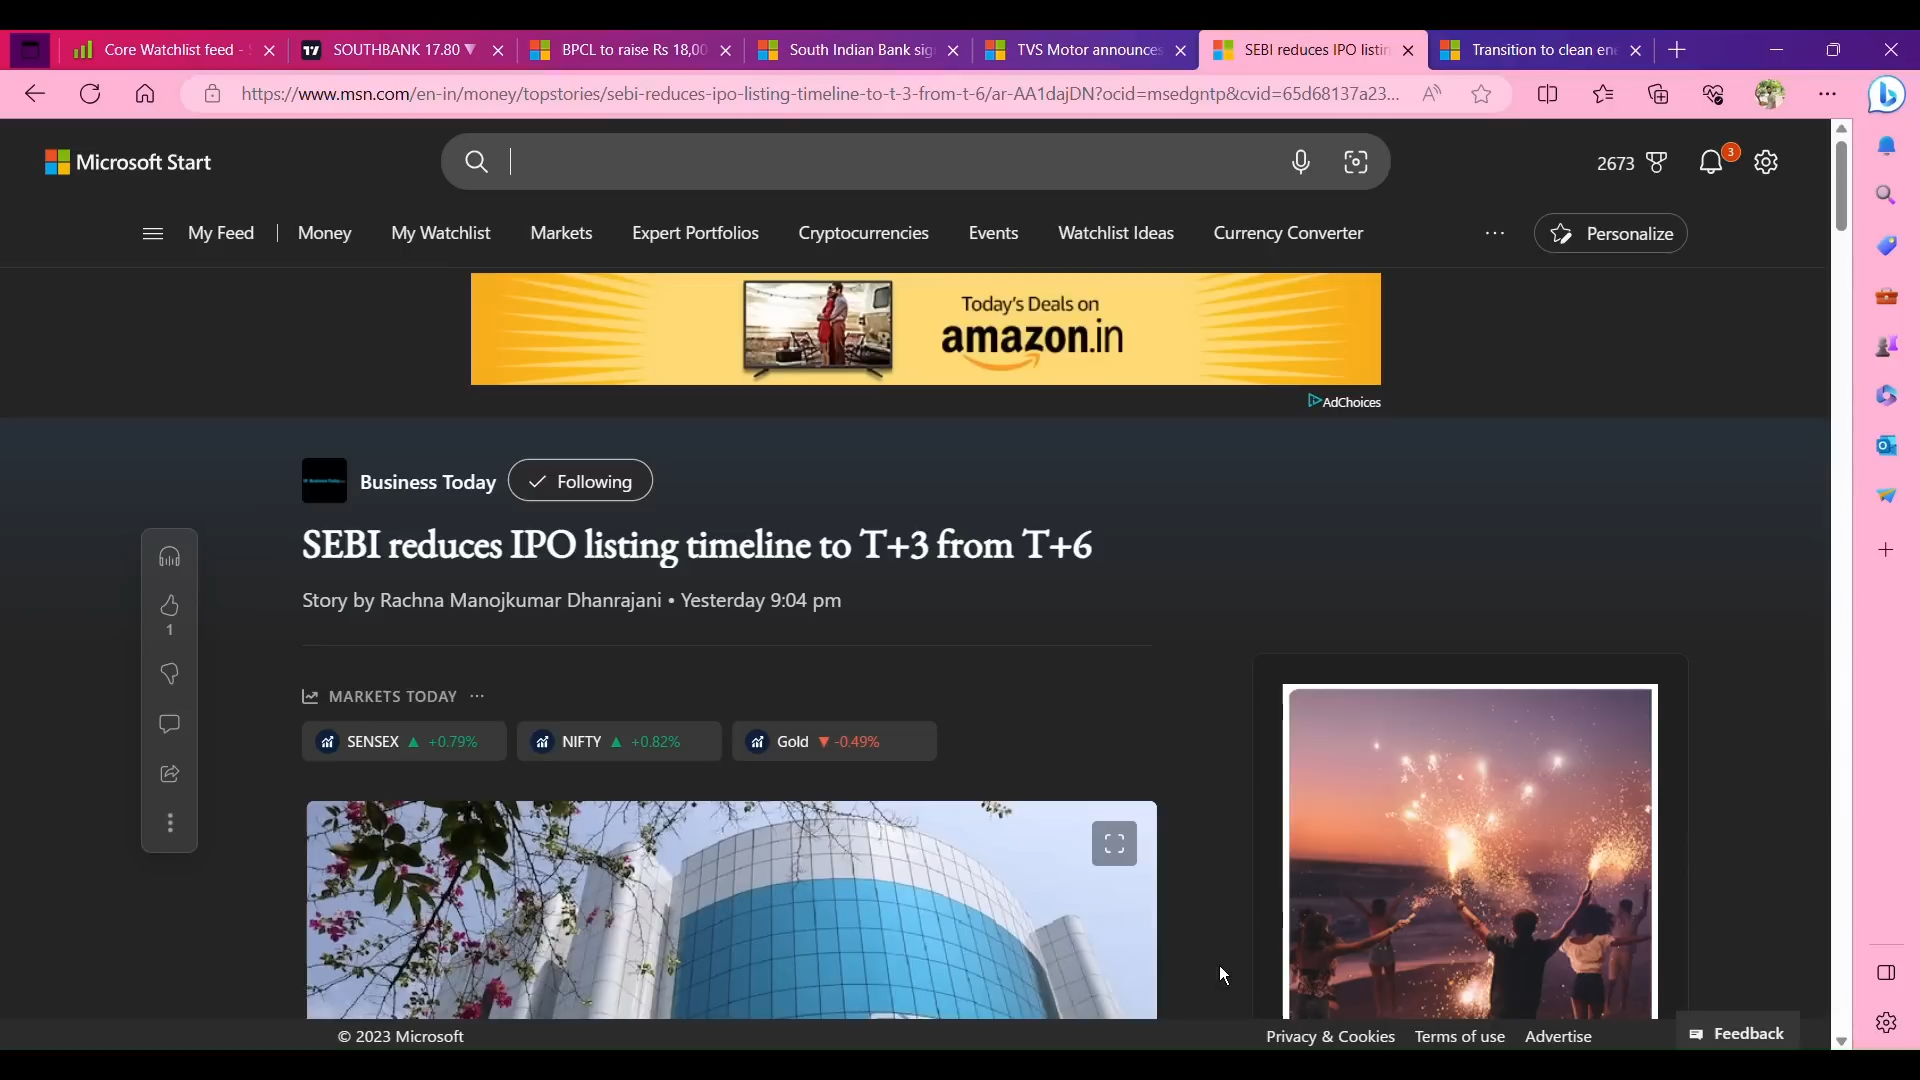 Core Watchlist feed - S
SOUTHBANK 17.80 ▼
BPCL to raise Rs 18,00
South Indian Bank sig
TVS Motor announces
SEBI reduces IPO listin
Transition to clean ene
https://www.msn.com/en-in/money/topstories/sebi-reduces-ipo-listing-timeline-to-t-3-from-t-6/ar-AA1dajDN?ocid=msedgntp&cvid=65d68137a23...
Microsoft Start
2673
3
My Feed
Money
My Watchlist
Markets
Expert Portfolios
Cryptocurrencies
Events
Watchlist Ideas
Currency Converter
Personalize
Today's Deals on
amazon.in
AdChoices
Business Today
Following
SEBI reduces IPO listing timeline to T+3 from T+6
Story by Rachna Manojkumar Dhanrajani • Yesterday 9:04 pm
1
MARKETS TODAY
SENSEX ▲ +0.79%
NIFTY ▲ +0.82%
Gold ▼ -0.49%
© 2023 Microsoft
Privacy & Cookies
Terms of use
Advertise
Feedback